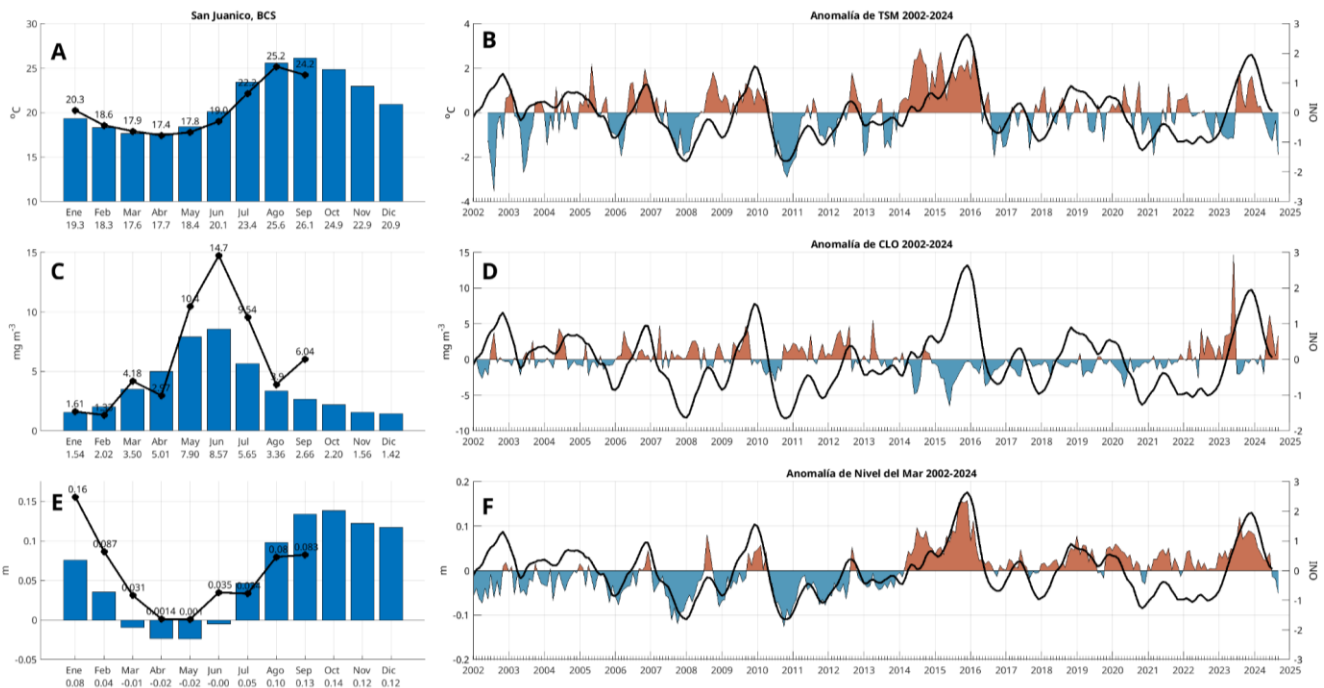 San Juanico, BCS
A
30
25
20
15
10
°C
20.3 18.6 17.9 17.4 17.8 19.0 22.2 25.2 24.2
Ene Feb Mar Abr May Jun Jul Ago Sep Oct Nov Dic
19.3 18.3 17.6 17.7 18.4 20.1 23.4 25.6 26.1 24.9 22.9 20.9
Anomalía de TSM 2002-2024
B
4
2
0
-2
-4
°C
3
2
1
0
-1
-2
-3
INO
2002 2003 2004 2005 2006 2007 2008 2009 2010 2011 2012 2013 2014 2015 2016 2017 2018 2019 2020 2021 2022 2023 2024 2025
C
15
10
5
0
mg m-3
1.61 4.18 14.7 9.54 6.04
Ene Feb Mar Abr May Jun Jul Ago Sep Oct Nov Dic
1.54 2.02 3.50 5.01 7.90 8.57 5.65 3.36 2.66 2.20 1.56 1.42
Anomalía de CLO 2002-2024
D
15
10
5
0
-5
-10
mg m-3
3
2
1
0
-1
-2
INO
2002 2003 2004 2005 2006 2007 2008 2009 2010 2011 2012 2013 2014 2015 2016 2017 2018 2019 2020 2021 2022 2023 2024 2025
E
0.15
0.1
0.05
0
-0.05
m
0.16 0.087 0.031 0.0014 0.035 0.08 0.083
Ene Feb Mar Abr May Jun Jul Ago Sep Oct Nov Dic
0.08 0.04 -0.01 -0.02 -0.02 -0.00 0.05 0.10 0.13 0.14 0.12 0.12
Anomalía de Nivel del Mar 2002-2024
F
0.2
0.1
0
-0.1
-0.2
m
3
2
1
0
-1
-2
-3
INO
2002 2003 2004 2005 2006 2007 2008 2009 2010 2011 2012 2013 2014 2015 2016 2017 2018 2019 2020 2021 2022 2023 2024 2025